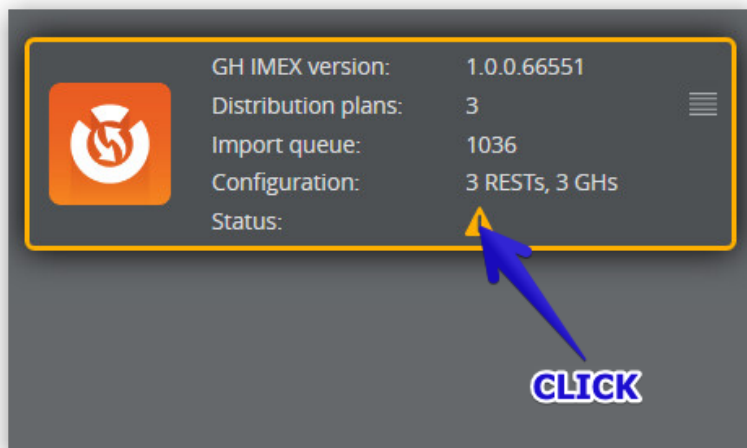 GH IMEX version: 1.0.0.66551
Distribution plans: 3
Import queue: 1036
Configuration: 3 RESTs, 3 GHs
Status:
CLICK